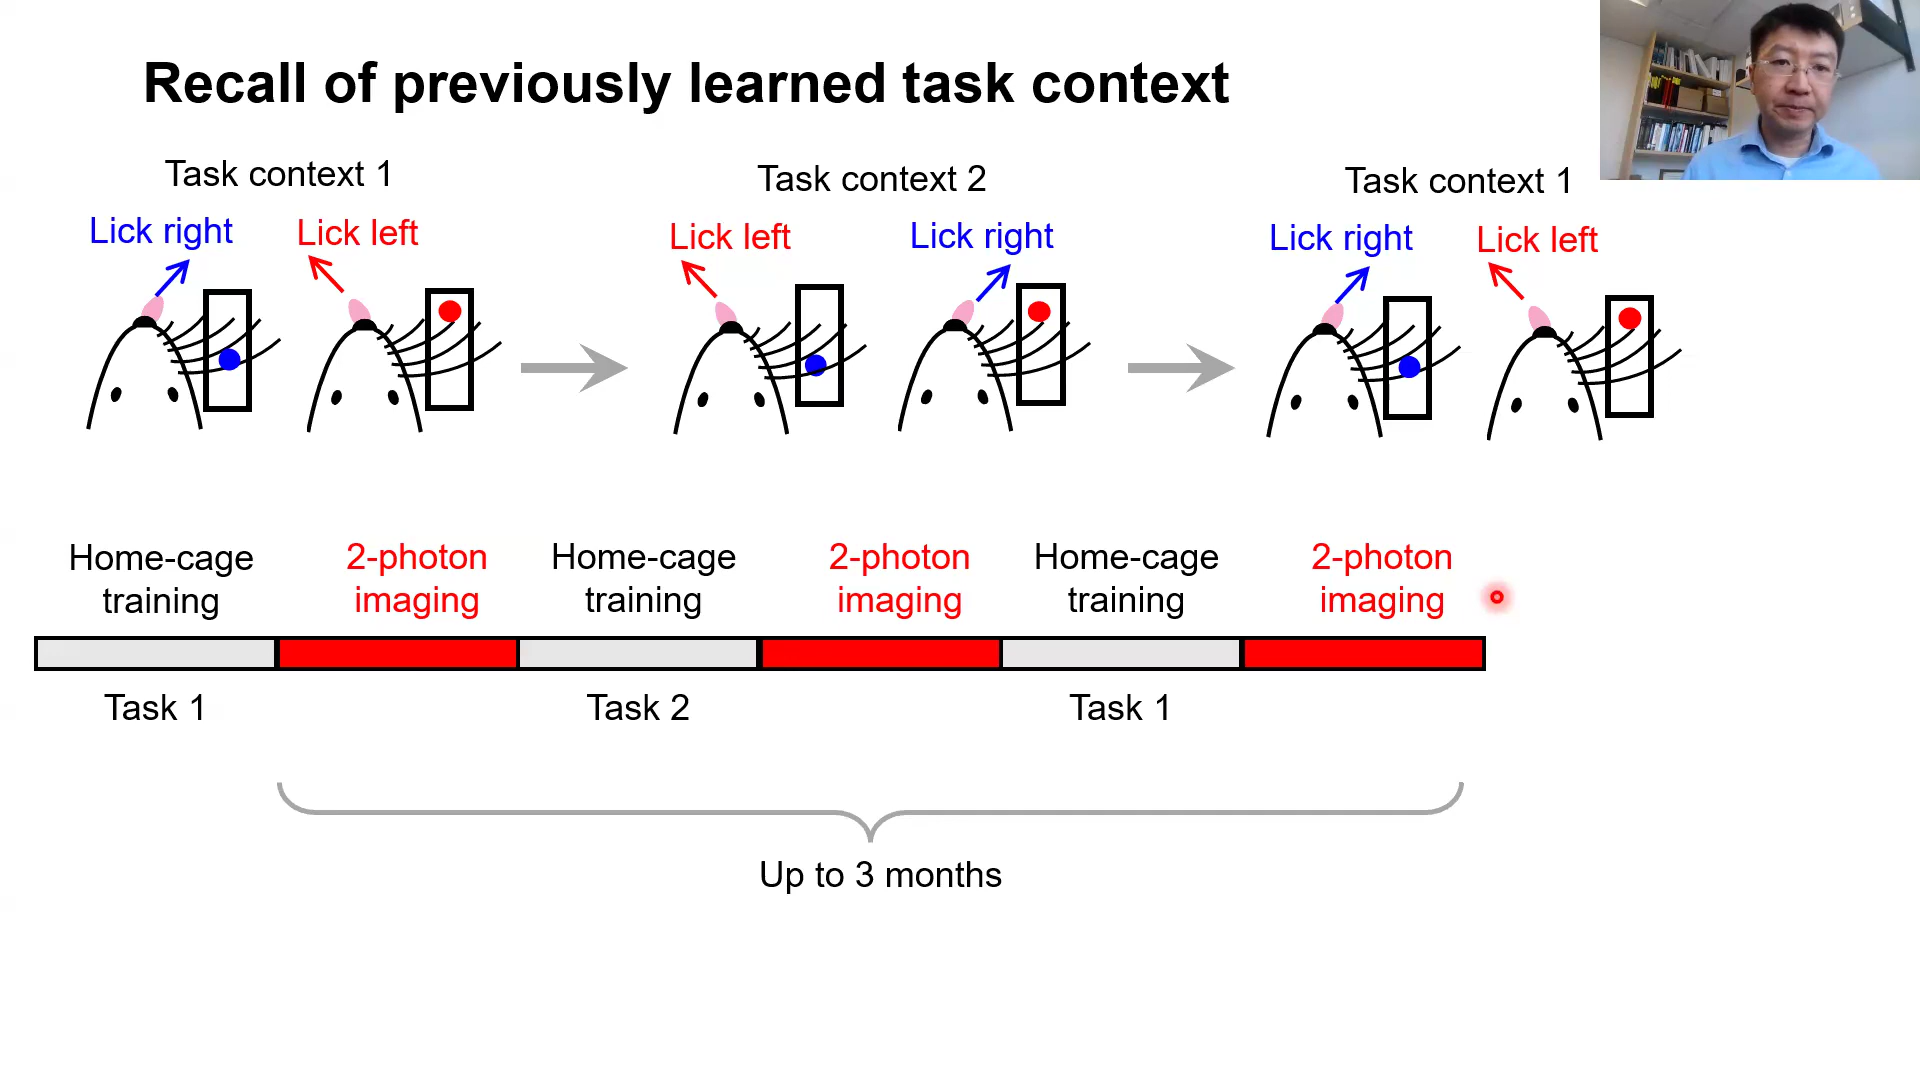 Recall of previously learned task context
Task context 1
Task context 2
Task context 1
Lick right
Lick left
Lick left
Lick right
Lick right
Lick left
Home-cage
training
2-photon
imaging
Home-cage
training
2-photon
imaging
Home-cage
training
2-photon
imaging
Task 1
Task 2
Task 1
Up to 3 months